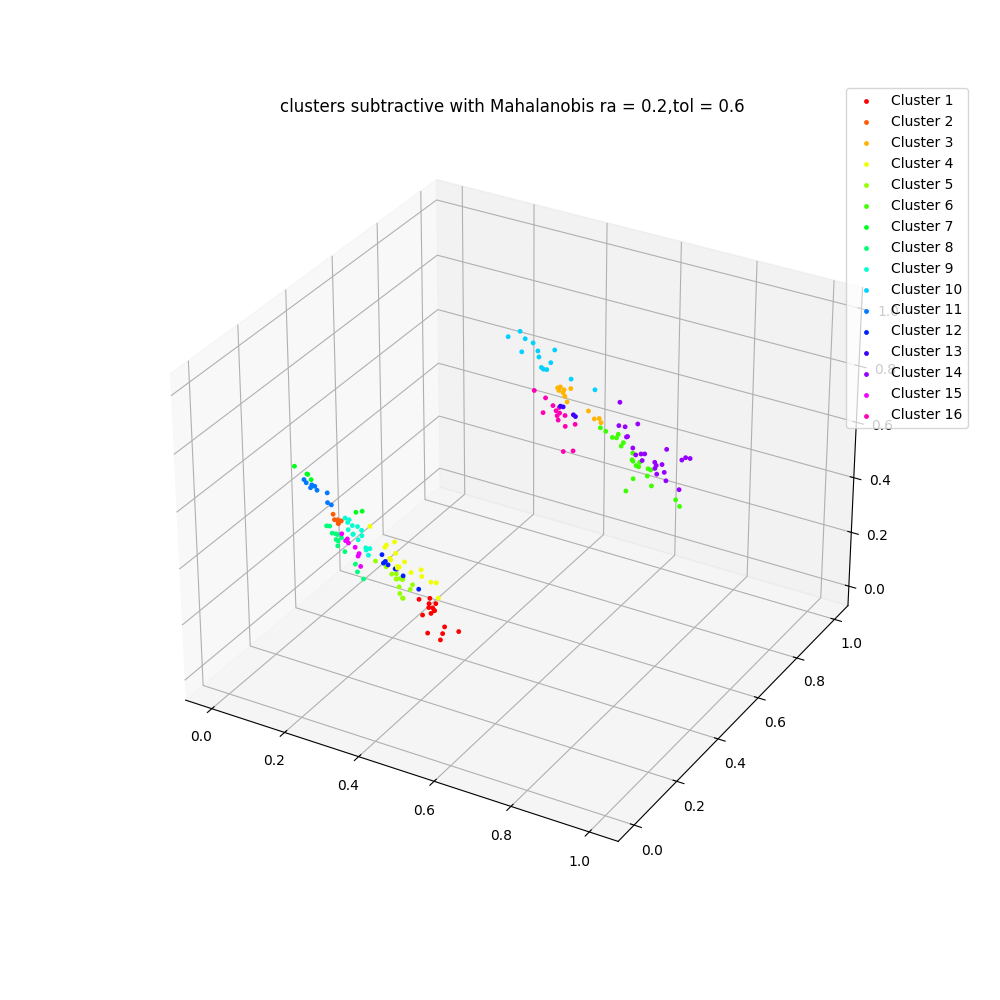 clusters subtractive with Mahalanobis ra = 0.2,tol = 0.6
Cluster 1
Cluster 2
Cluster 3
Cluster 4
Cluster 5
Cluster 6
Cluster 7
Cluster 8
Cluster 9
Cluster 10
Cluster 11
Cluster 12
Cluster 13
Cluster 14
Cluster 15
Cluster 16
1.0
0.8
0.6
0.4
0.2
0.0
1.0
0.8
0.6
0.4
0.2
0.0
0.0
0.2
0.4
0.6
0.8
1.0